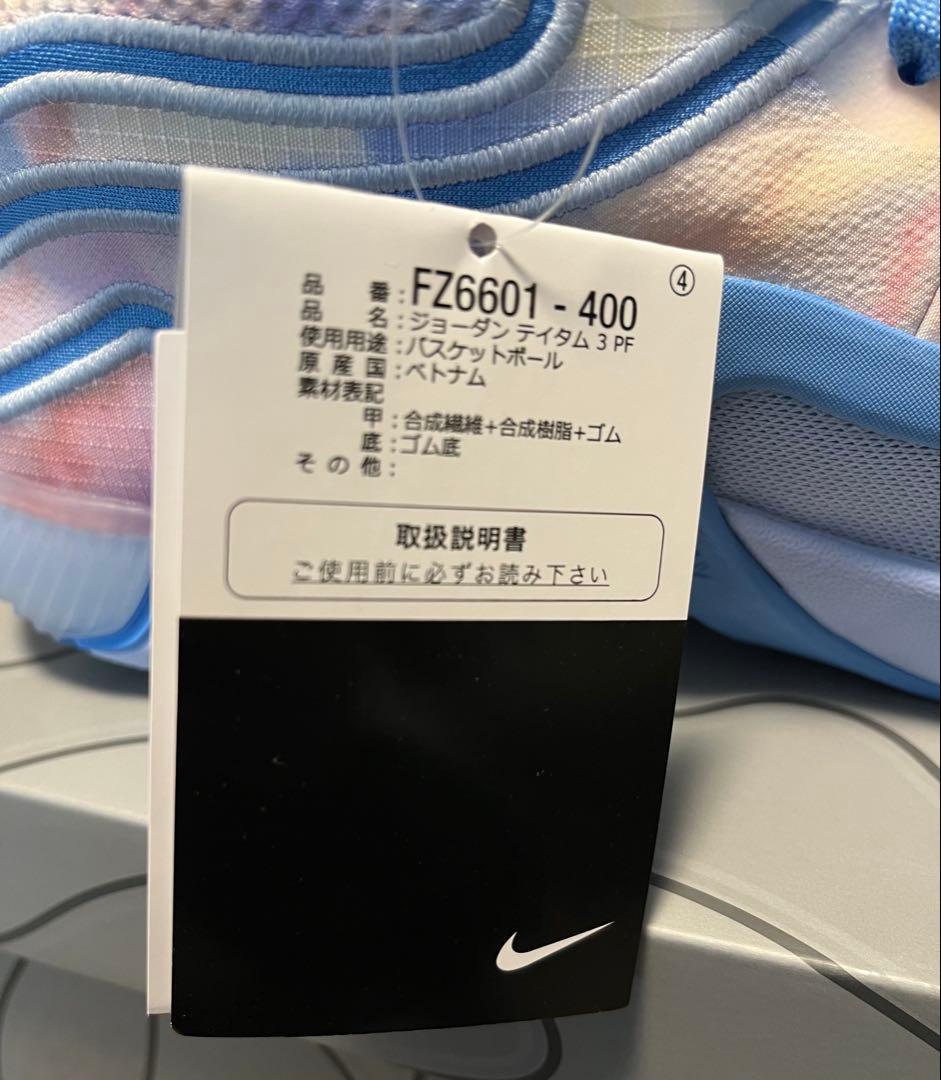 ④
品 番:FZ6601-400
品 名:ジョーダン テイタム 3 PF
使用用途:バスケットボール
原産国:ベトナム
素材表記
甲:合成繊維+合成樹脂+ゴム
底:ゴム底
その他:
取扱説明書
ご使用前に必ずお読み下さい